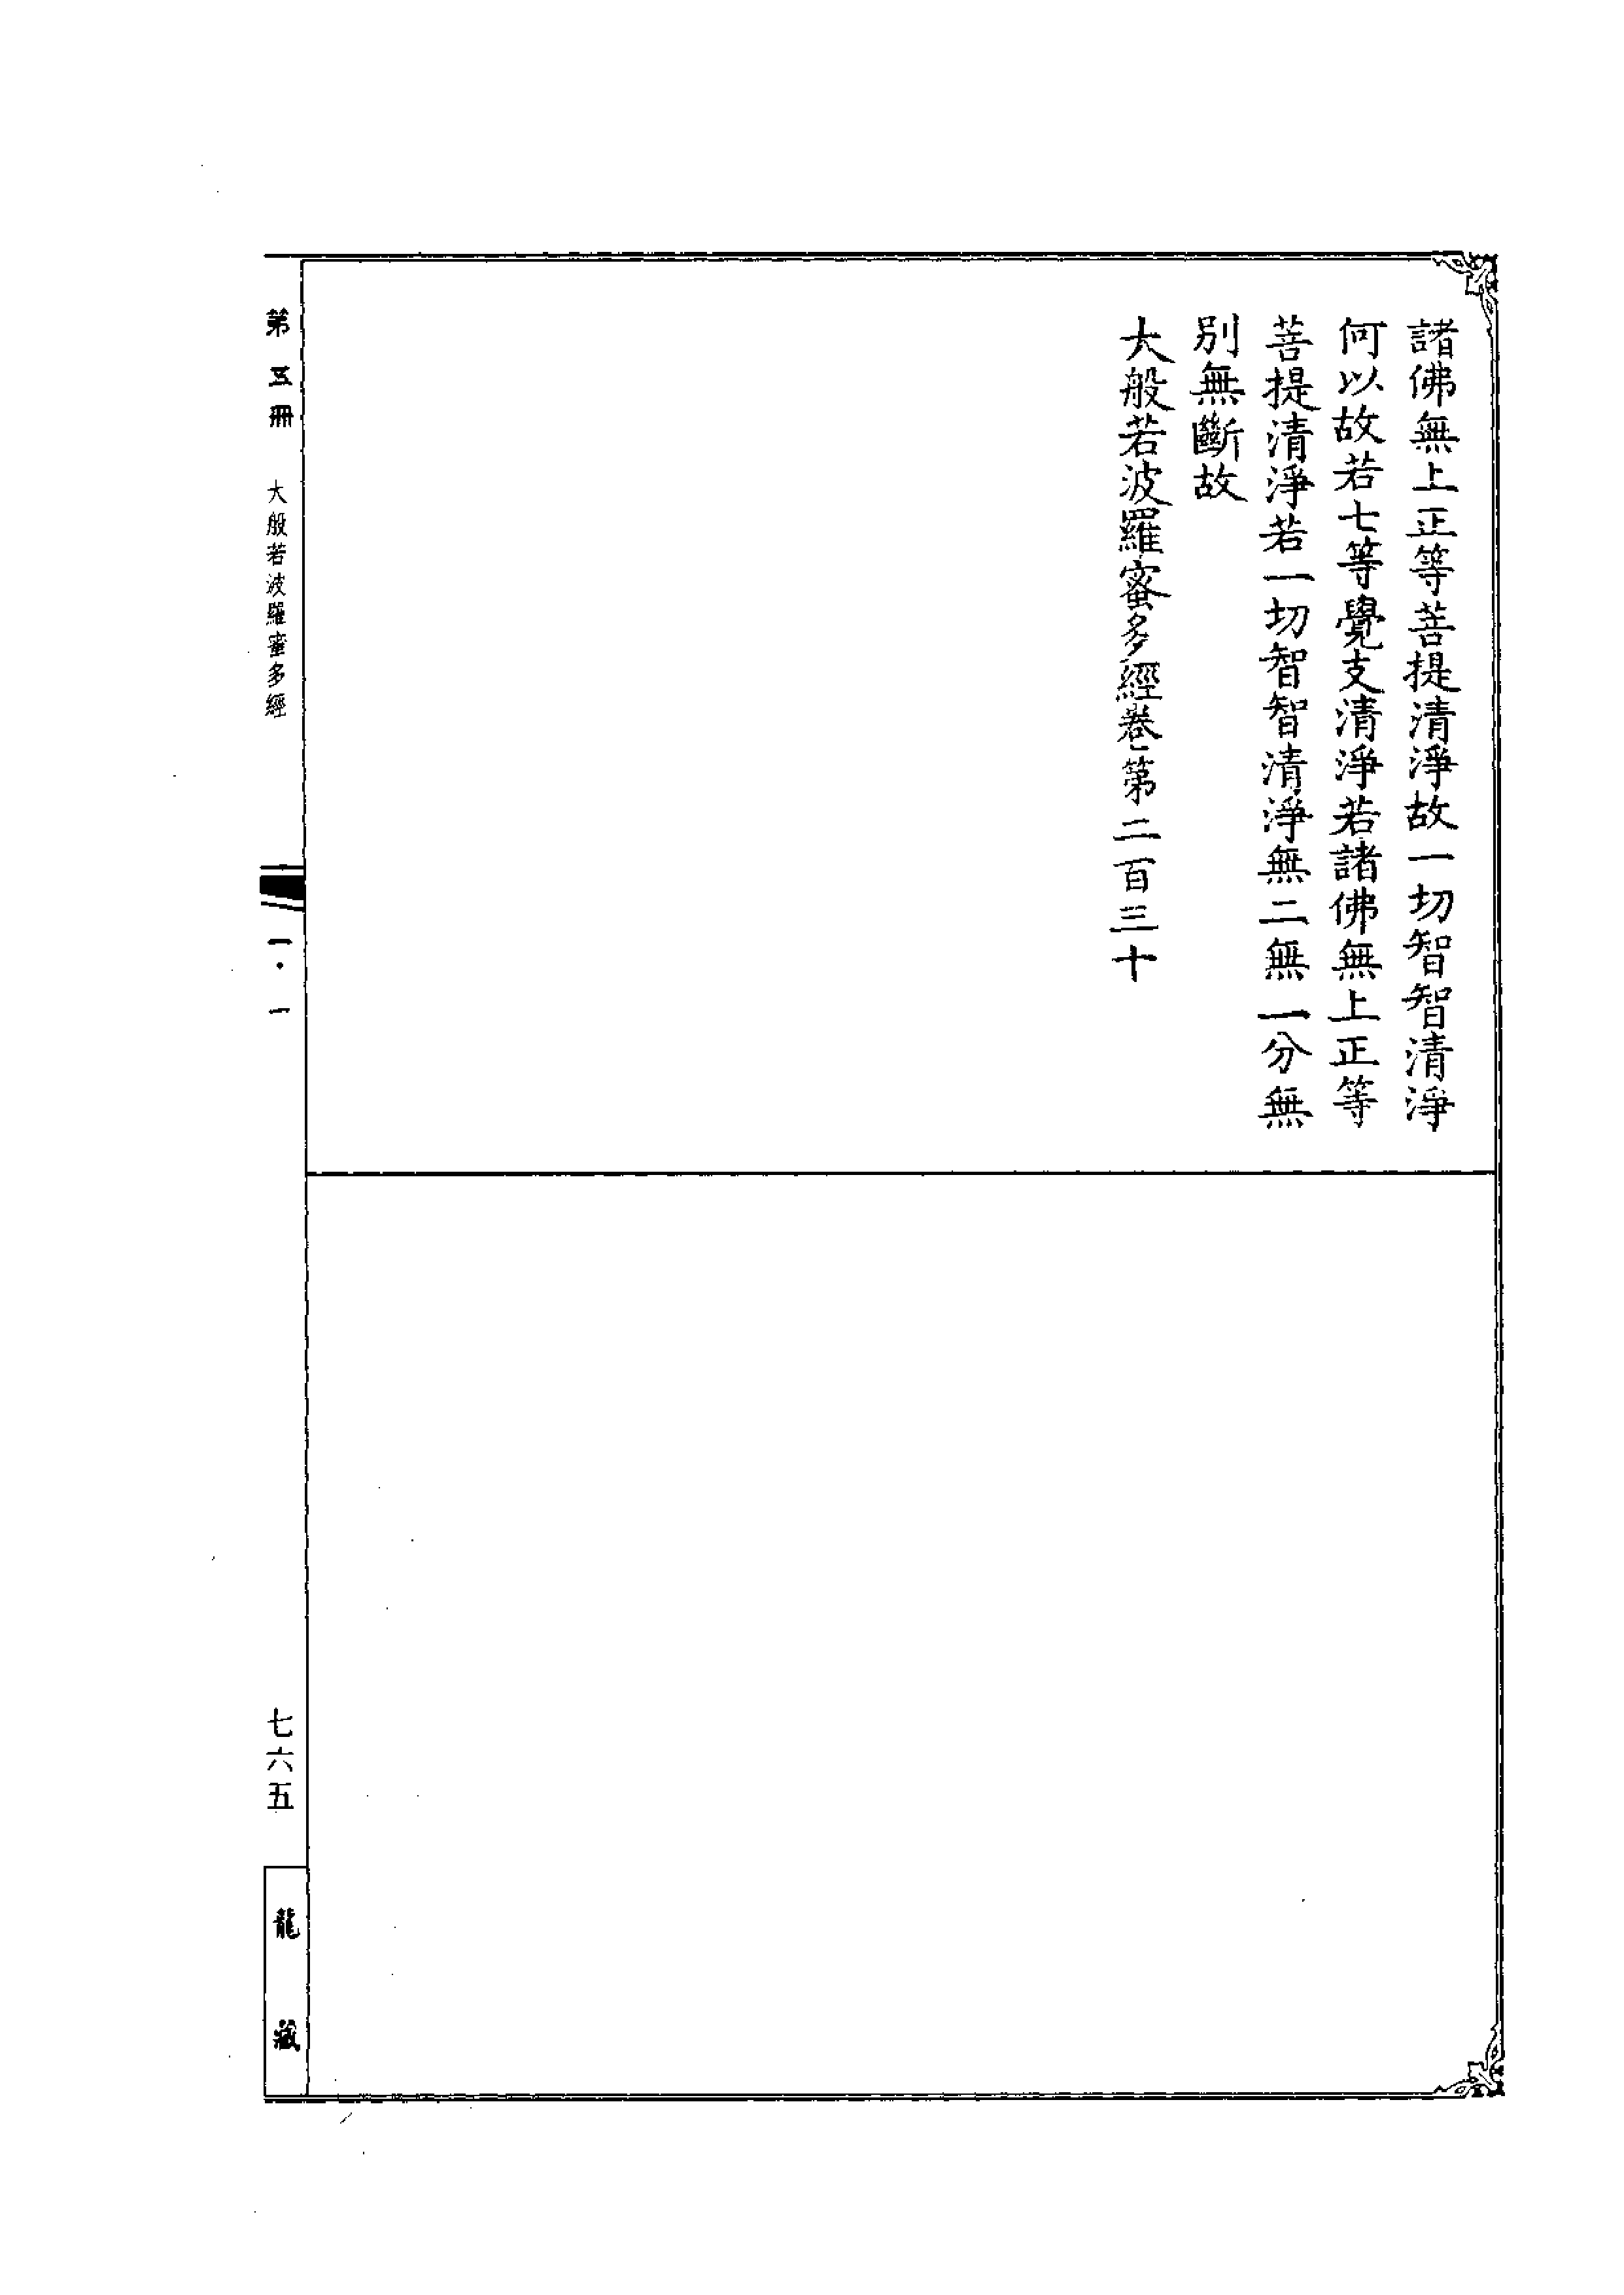 諸佛無上正等菩提清淨故一切智智清淨
何以故若七等覺支清淨若諸佛無上正等
菩提清淨若一切智智清淨無二無一分無
別無斷故
大般若波羅蜜多經卷第二百三十
第五冊 大般若波羅蜜多經 一·一 七六五 龍藏